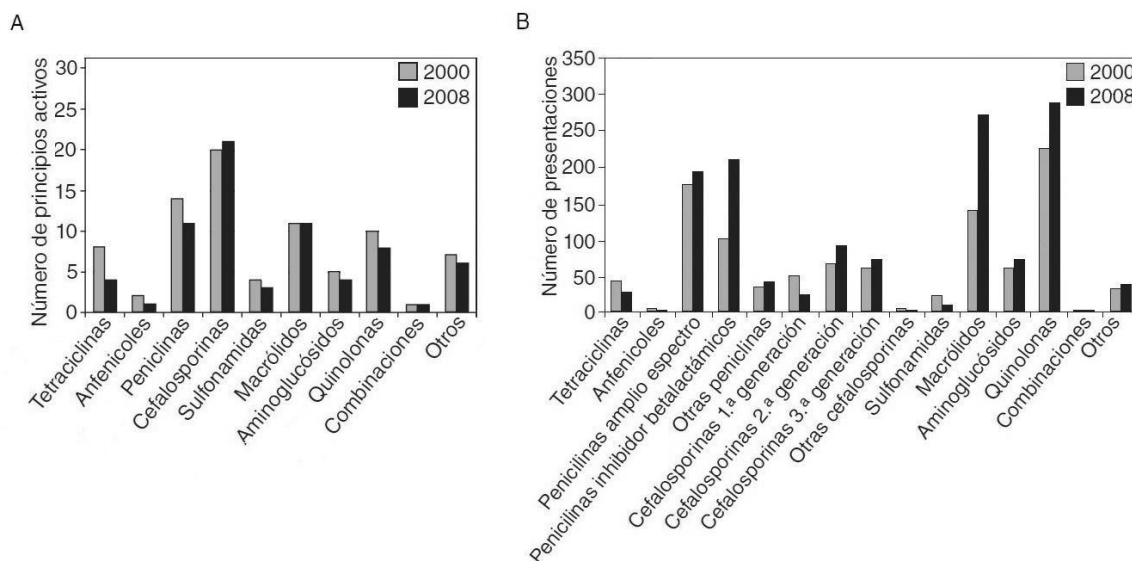 A
Número de principios activos
30
25
20
15
10
5
0
2000
2008
Tetraciclinas
Anfenicoles
Peniclinas
Cefalosporinas
Sulfonamidas
Macrólidos
Aminoglucósidos
Quinolonas
Combinaciones
Otros
B
Número de presentaciones
350
300
250
200
150
100
50
0
2000
2008
Tetraciclinas
Anfenicoles
Penicilinas amplio espectro
Penicilinas inhibidor betalactámicos
Otras penicilinas
Cefalosporinas 1.ª generación
Cefalosporinas 2.ª generación
Cefalosporinas 3.ª generación
Otras cefalosporinas
Sulfonamidas
Macrólidos
Aminoglucósidos
Quinolonas
Combinaciones
Otros